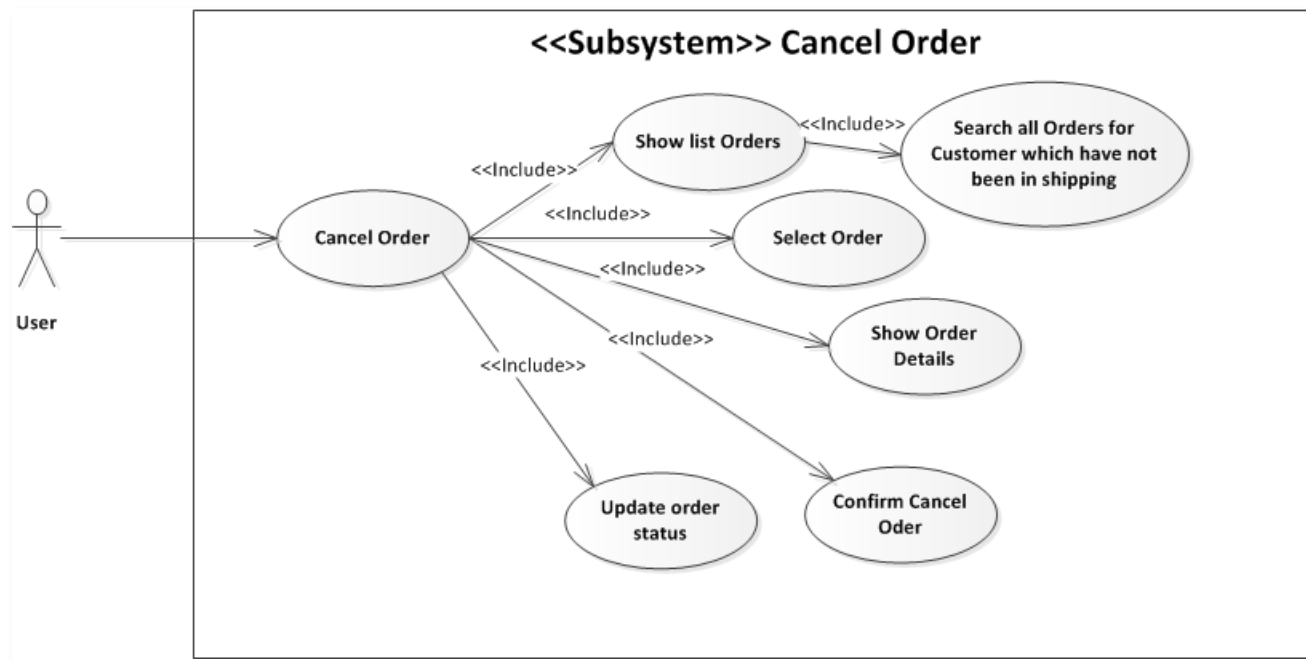 <<Subsystem>> Cancel Order
Show list Orders
<<Include>>
Search all Orders for
Customer which have not
been in shipping
<<Include>>
<<Include>>
Cancel Order
Select Order
<<Include>>
User
Show Order
Details
<<Include>>
<<Include>>
Update order
status
Confirm Cancel
Oder